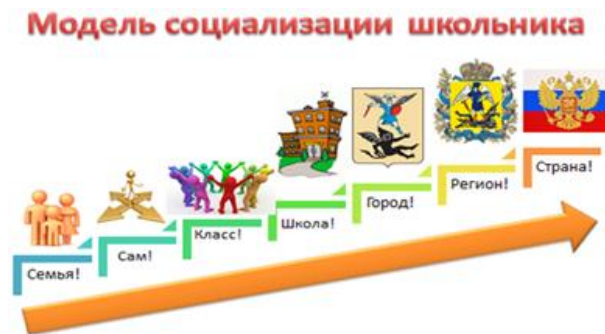 Модель социализации школьника
Семья!
Сам!
Класс!
Школа!
Город!
Регион!
Страна!